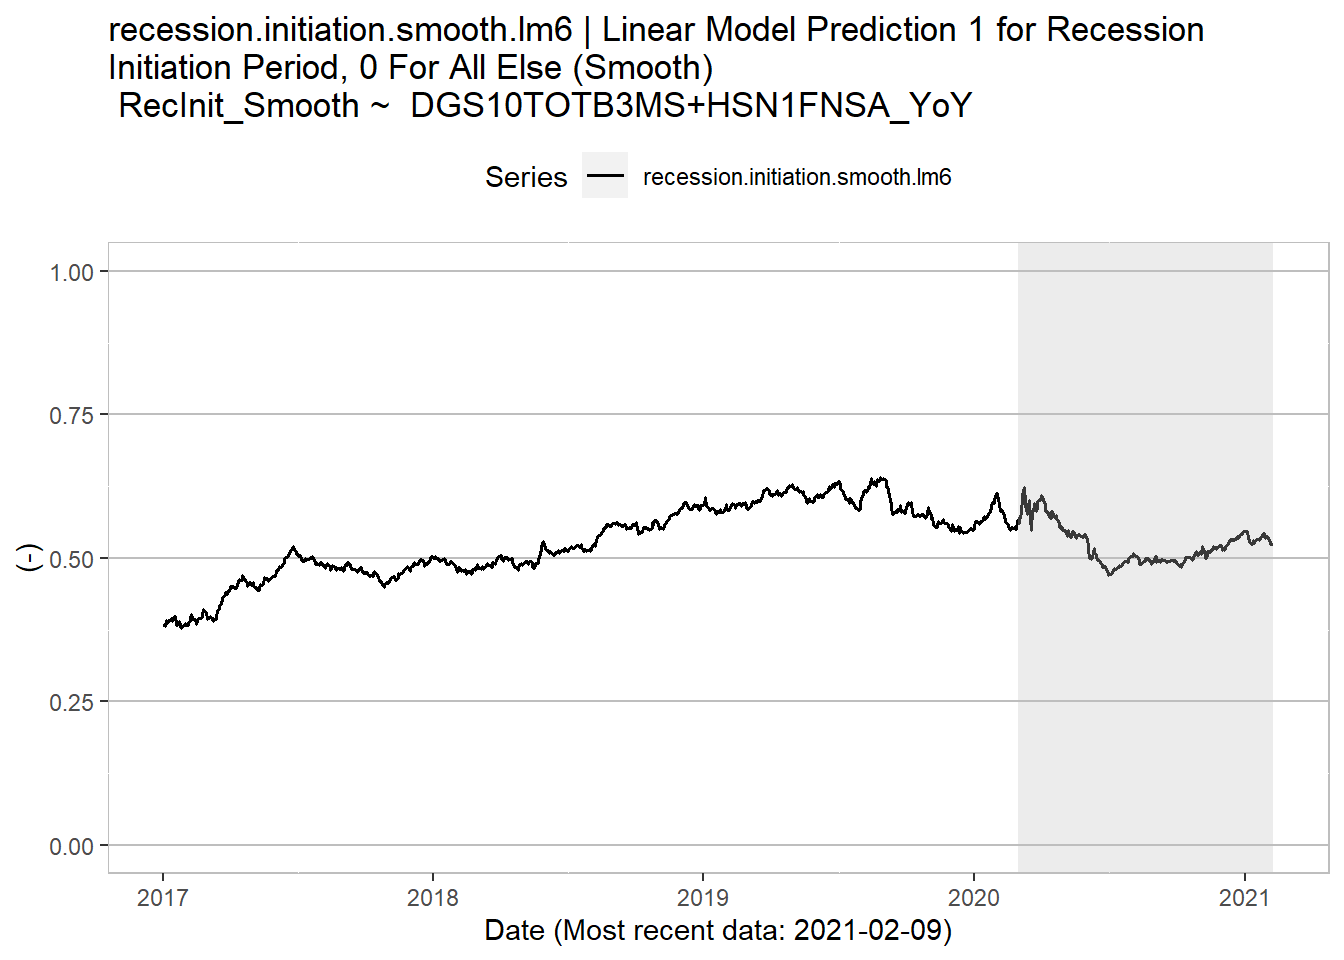 recession.initiation.smooth.lm6 | Linear Model Prediction 1 for Recession
Initiation Period, 0 For All Else (Smooth)
RecInit_Smooth ~ DGS10TOTB3MS+HSN1FNSA_YoY
Series recession.initiation.smooth.lm6
1.00
0.75
0.50
0.25
0.00
(-)
2017 2018 2019 2020 2021
Date (Most recent data: 2021-02-09)